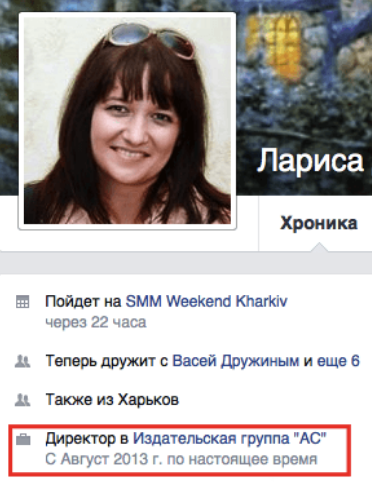 Лариса
Хроника
Пойдет на SMM Weekend Kharkiv
через 22 часа
Теперь дружит с Васей Дружиным и еще 6
Также из Харьков
Директор в Издательская группа "АС"
С Август 2013 г. по настоящее время